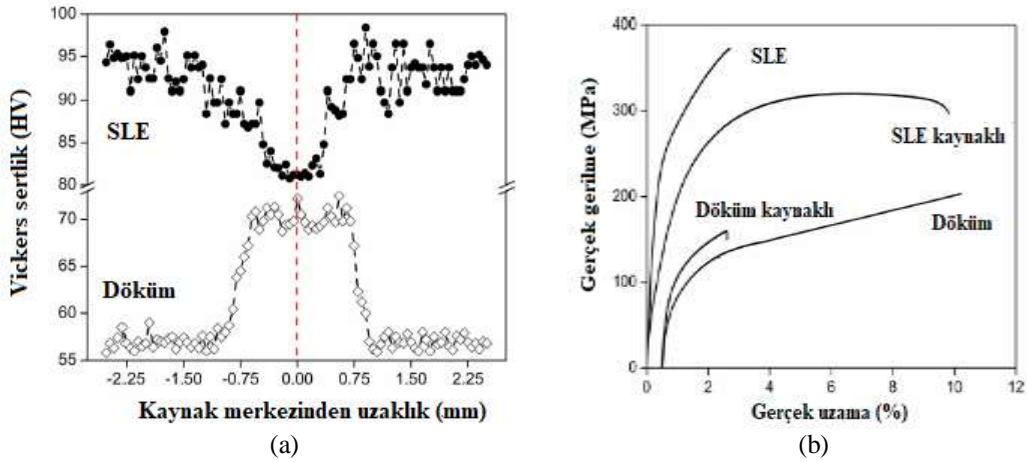 100
95
90
85
80
70
65
60
55
Vickers sertlik (HV)
SLE
Döküm
-2.25
-1.50
-0.75
0.00
0.75
1.50
2.25
Kaynak merkezinden uzaklık (mm)
(a)
400
300
200
100
0
Gerçek gerilme (MPa)
SLE
SLE kaynaklı
Döküm kaynaklı
Döküm
0
2
4
6
8
10
12
Gerçek uzama (%)
(b)